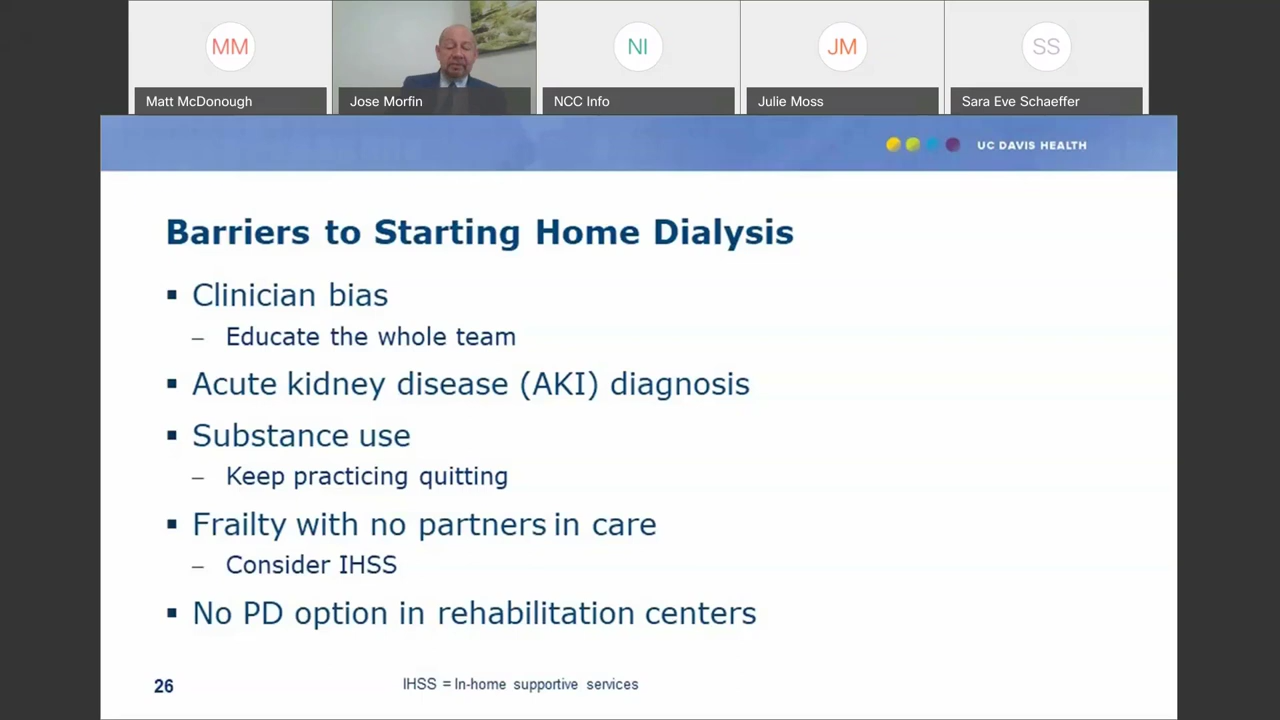 MM
NI
JM
SS
Matt McDonough
Jose Morfin
NCC Info
Julie Moss
Sara Eve Schaeffer
UC DAVIS HEALTH
Barriers to Starting Home Dialysis
▪ Clinician bias
– Educate the whole team
▪ Acute kidney disease (AKI) diagnosis
▪ Substance use
– Keep practicing quitting
▪ Frailty with no partners in care
– Consider IHSS
▪ No PD option in rehabilitation centers
26
IHSS = In-home supportive services